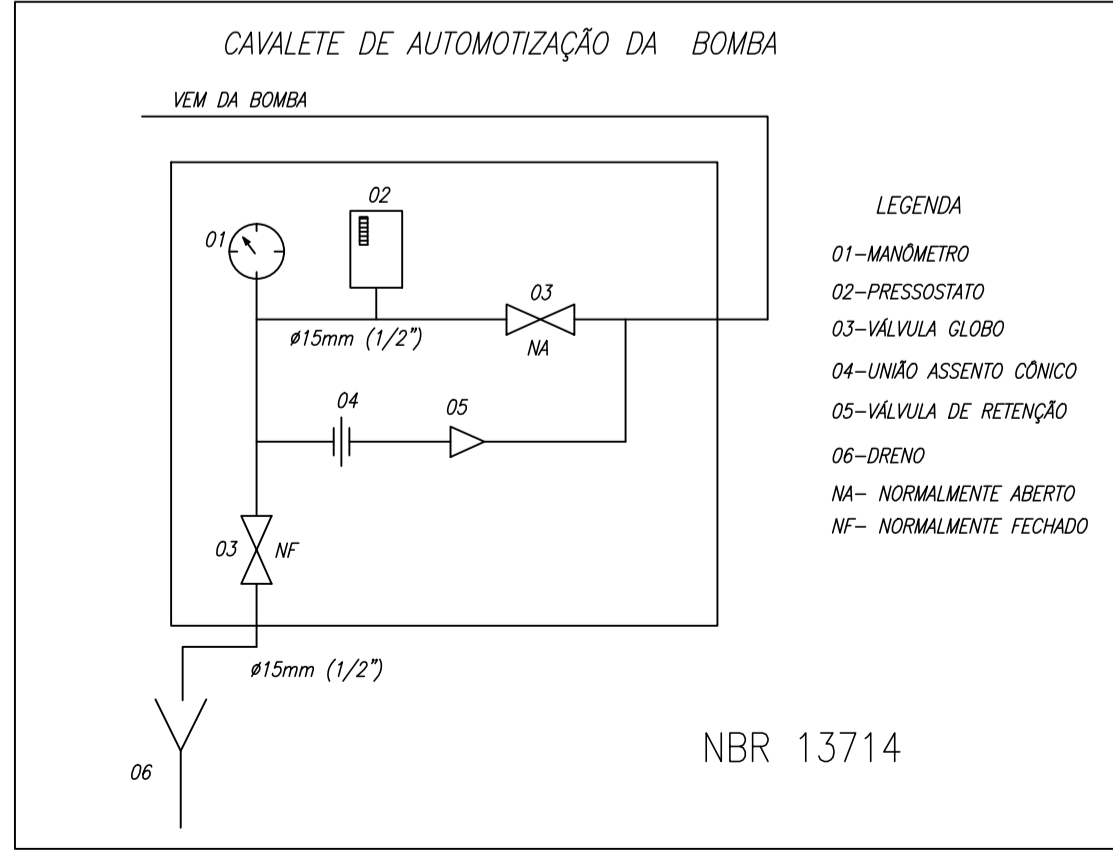 CAVALETE DE AUTOMOTIZAÇÃO DA BOMBA
VEM DA BOMBA
02
01
03
ø15mm (1/2")
NA
04
05
03
NF
ø15mm (1/2")
06
LEGENDA
01-MANÔMETRO
02-PRESSOSTATO
03-VÁLVULA GLOBO
04-UNIÃO ASSENTO CÔNICO
05-VÁLVULA DE RETENÇÃO
06-DRENO
NA- NORMALMENTE ABERTO
NF- NORMALMENTE FECHADO
NBR 13714